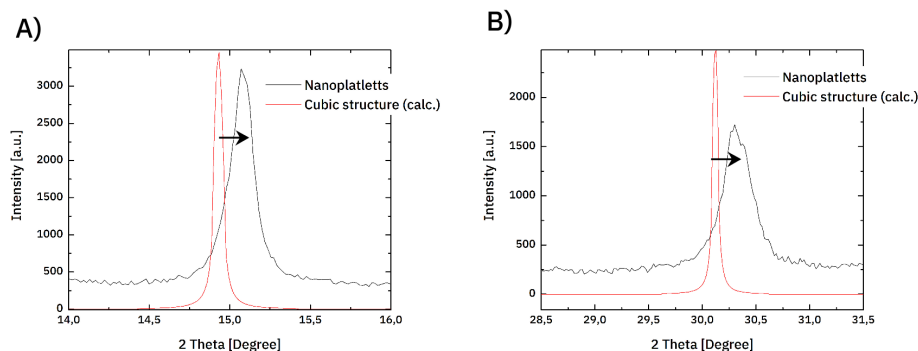 A)
Intensity [a.u.]
3000
2500
2000
1500
1000
500
0
Nanoplatletts
Cubic structure (calc.)
14,0
14,5
15,0
15,5
16,0
2 Theta [Degree]
B)
Intensity [a.u.]
2000
1500
1000
500
0
Nanoplatletts
Cubic structure (calc.)
28,5
29,0
29,5
30,0
30,5
31,0
31,5
2 Theta [Degree]